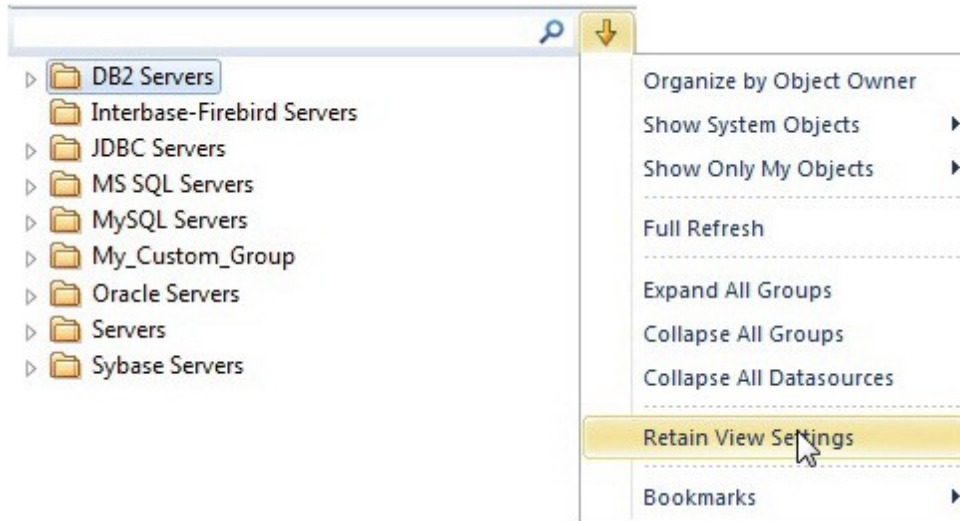 DB2 Servers
Interbase-Firebird Servers
JDBC Servers
MS SQL Servers
MySQL Servers
My_Custom_Group
Oracle Servers
Servers
Sybase Servers
Organize by Object Owner
Show System Objects
Show Only My Objects
Full Refresh
Expand All Groups
Collapse All Groups
Collapse All Datasources
Retain View Settings
Bookmarks